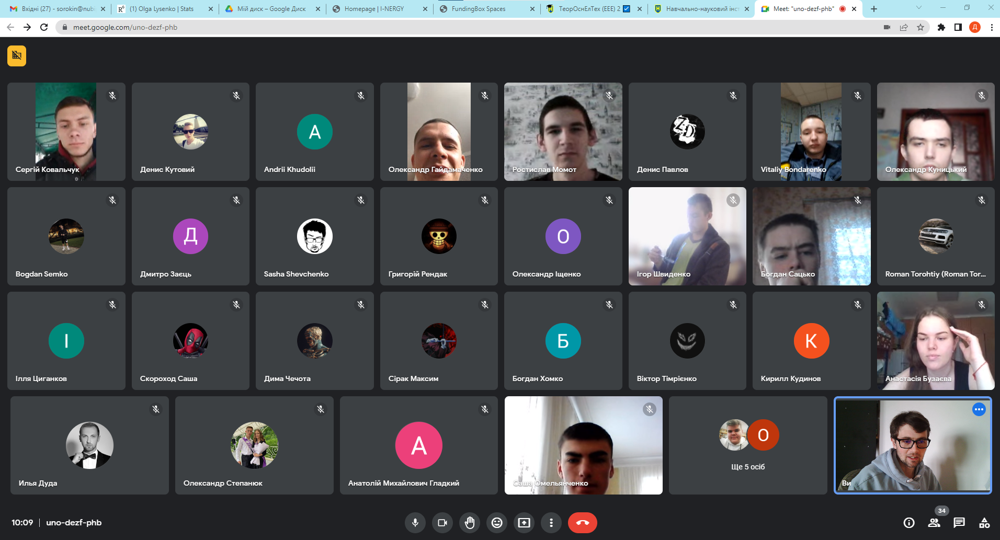 Вхідні (27) - sorokin@nubi
(1) Olga Lysenko | Stats
Мій диск – Google Диск
Homepage | I-NERGY
FundingBox Spaces
ТеорОснЕлТех (ЕЕЕ) 2
Навчально-науковий інст
Meet: "uno-dezf-phb"
meet.google.com/uno-dezf-phb
Д
А
Сергій Ковальчук
Денис Кутовий
Andrii Khudolii
Олександр Гайдамаченко
Ростислав Момот
Денис Павлов
Vitaliy Bondarenko
Олександр Куницький
Д
О
Bogdan Semko
Дмитро Заєць
Sasha Shevchenko
Григорій Рендак
Олександр Іщенко
Ігор Швиденко
Богдан Сацько
Roman Torohtiy (Roman Tor...
І
Б
К
Ілля Циганков
Скороход Саша
Дима Чечота
Сірак Максим
Богдан Хомко
Віктор Тімрієнко
Кирилл Кудинов
Анастасія Бузаєва
А
О
Ще 5 осіб
Илья Дуда
Олександр Степанюк
Анатолій Михайлович Гладкий
Саша Омельянченко
Ви
10:09 | uno-dezf-phb
34